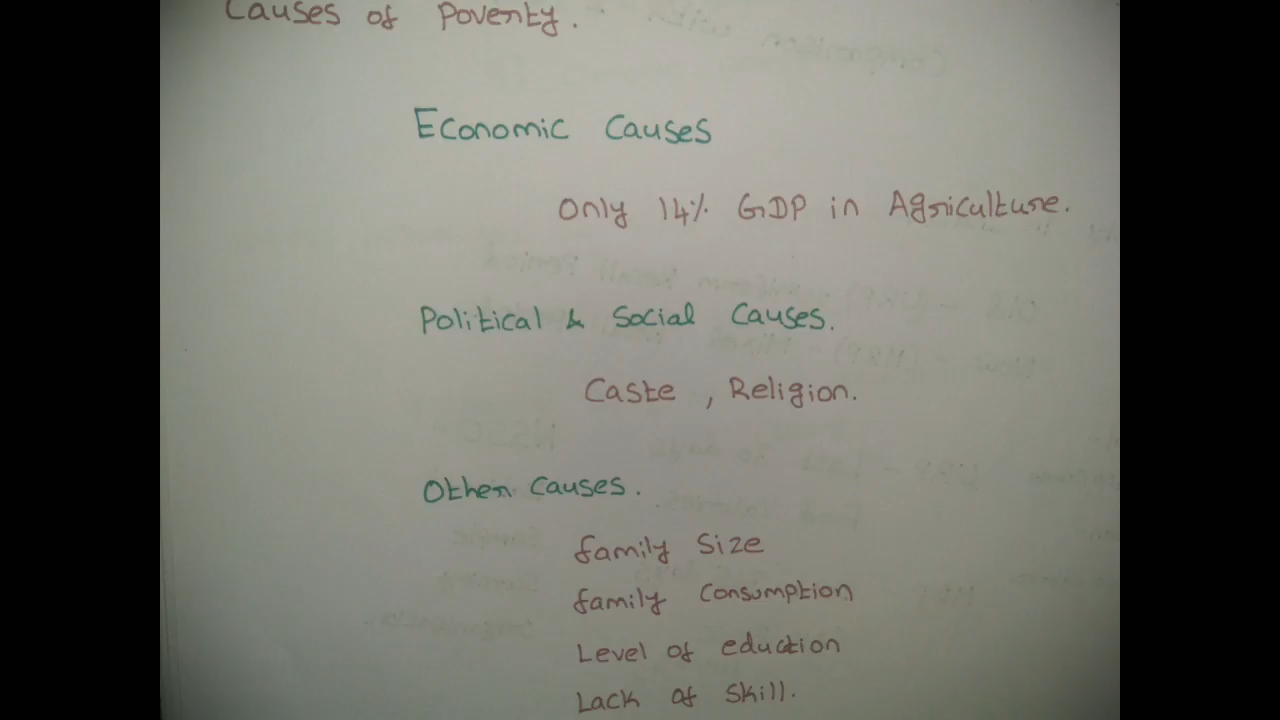 Causes of Poverty.
Economic Causes
Only 14% GDP in Agriculture.
Political & Social Causes.
Caste , Religion.
Other Causes.
family Size
family Consumption
Level of eduction
Lack of Skill.